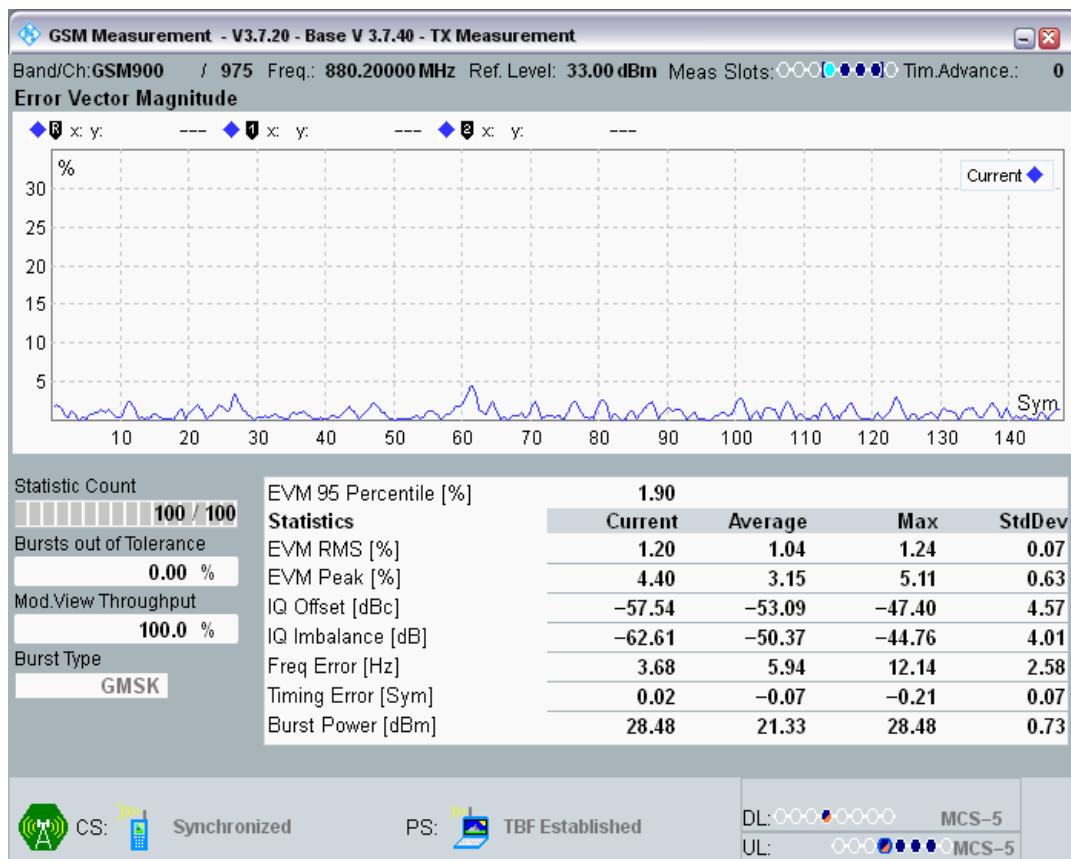 GSM Measurement - V3.7.20 - Base V 3.7.40 - TX Measurement
Band/Ch:GSM900 / 975 Freq.: 880.20000 MHz Ref. Level: 33.00 dBm Meas Slots: Tim.Advance.: 0
Error Vector Magnitude
R x: y: --- 1 x: y: --- 2 x: y: ---
%
Current
30
25
20
15
10
5
Sym
10 20 30 40 50 60 70 80 90 100 110 120 130 140
Statistic Count
100 / 100
Bursts out of Tolerance
0.00 %
Mod.View Throughput
100.0 %
Burst Type
GMSK
EVM 95 Percentile [%] 1.90
Statistics Current Average Max StdDev
EVM RMS [%] 1.20 1.04 1.24 0.07
EVM Peak [%] 4.40 3.15 5.11 0.63
IQ Offset [dBc] −57.54 −53.09 −47.40 4.57
IQ Imbalance [dB] −62.61 −50.37 −44.76 4.01
Freq Error [Hz] 3.68 5.94 12.14 2.58
Timing Error [Sym] 0.02 −0.07 −0.21 0.07
Burst Power [dBm] 28.48 21.33 28.48 0.73
CS: Synchronized PS: TBF Established
DL: MCS−5
UL: MCS−5